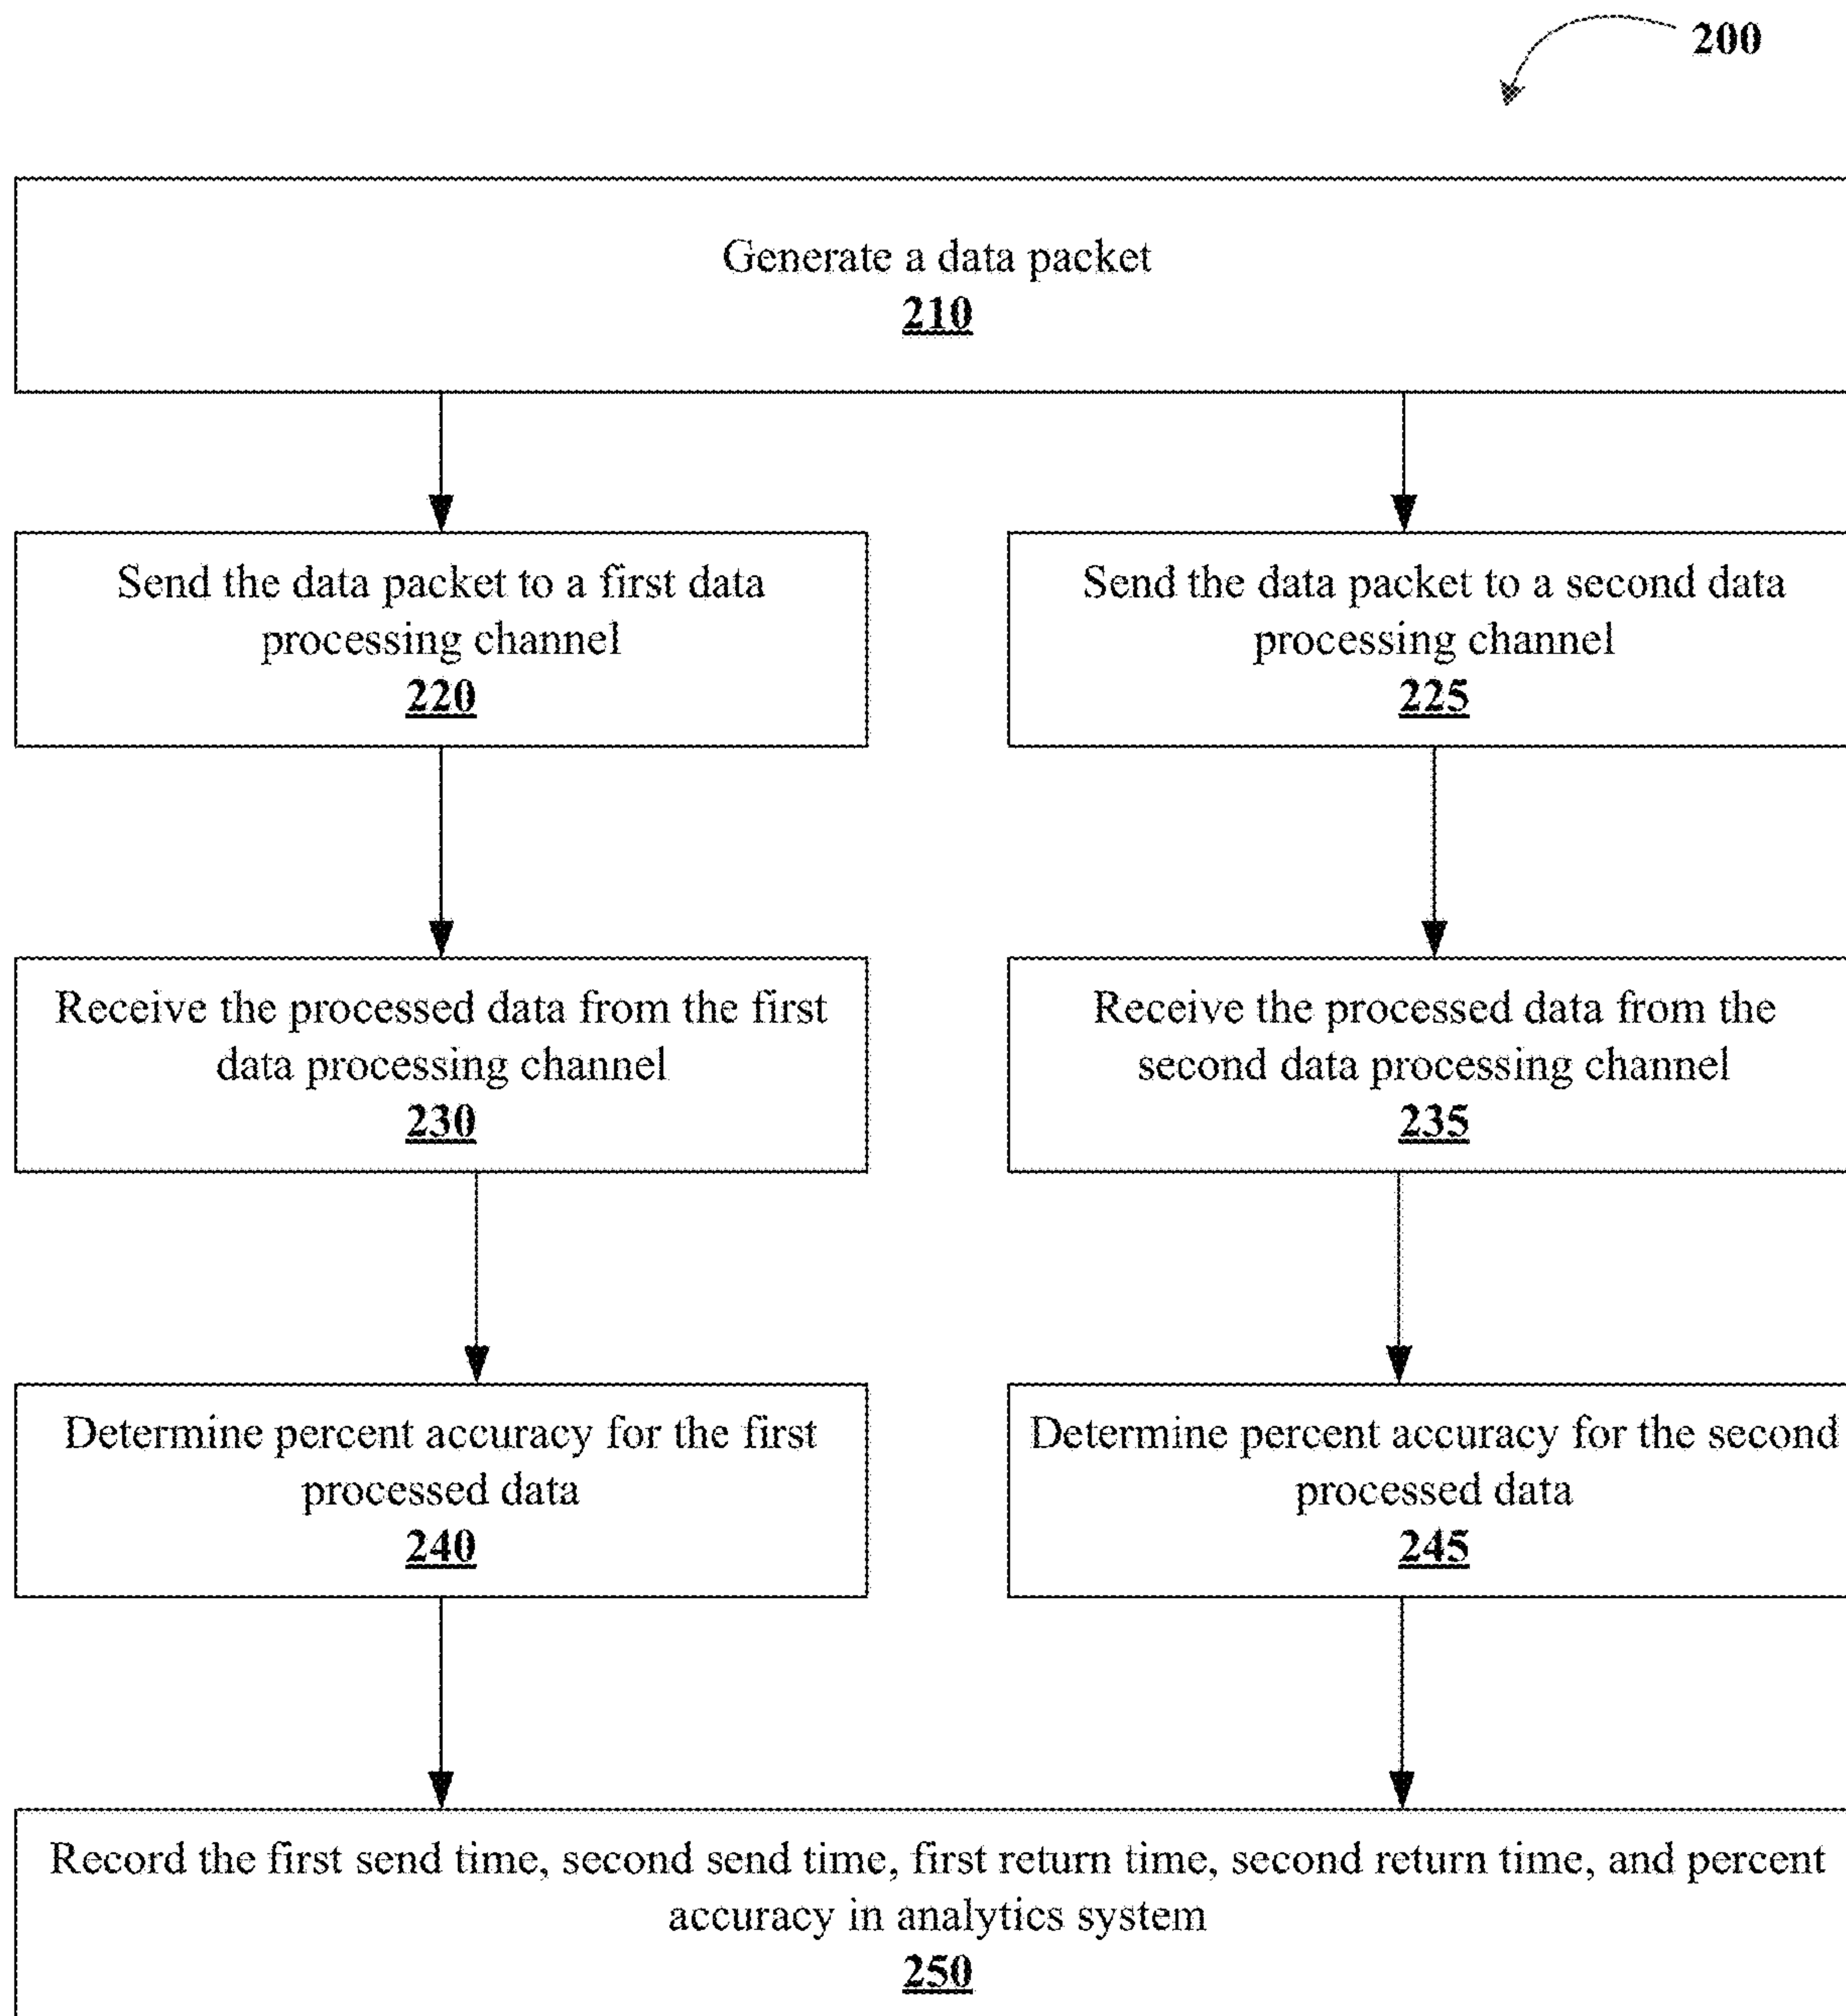 200
Generate a data packet
210
Send the data packet to a first data
processing channel
220
Send the data packet to a second data
processing channel
225
Receive the processed data from the first
data processing channel
230
Receive the processed data from the
second data processing channel
235
Determine percent accuracy for the first
processed data
240
Determine percent accuracy for the second
processed data
245
Record the first send time, second send time, first return time, second return time, and percent
accuracy in analytics system
250